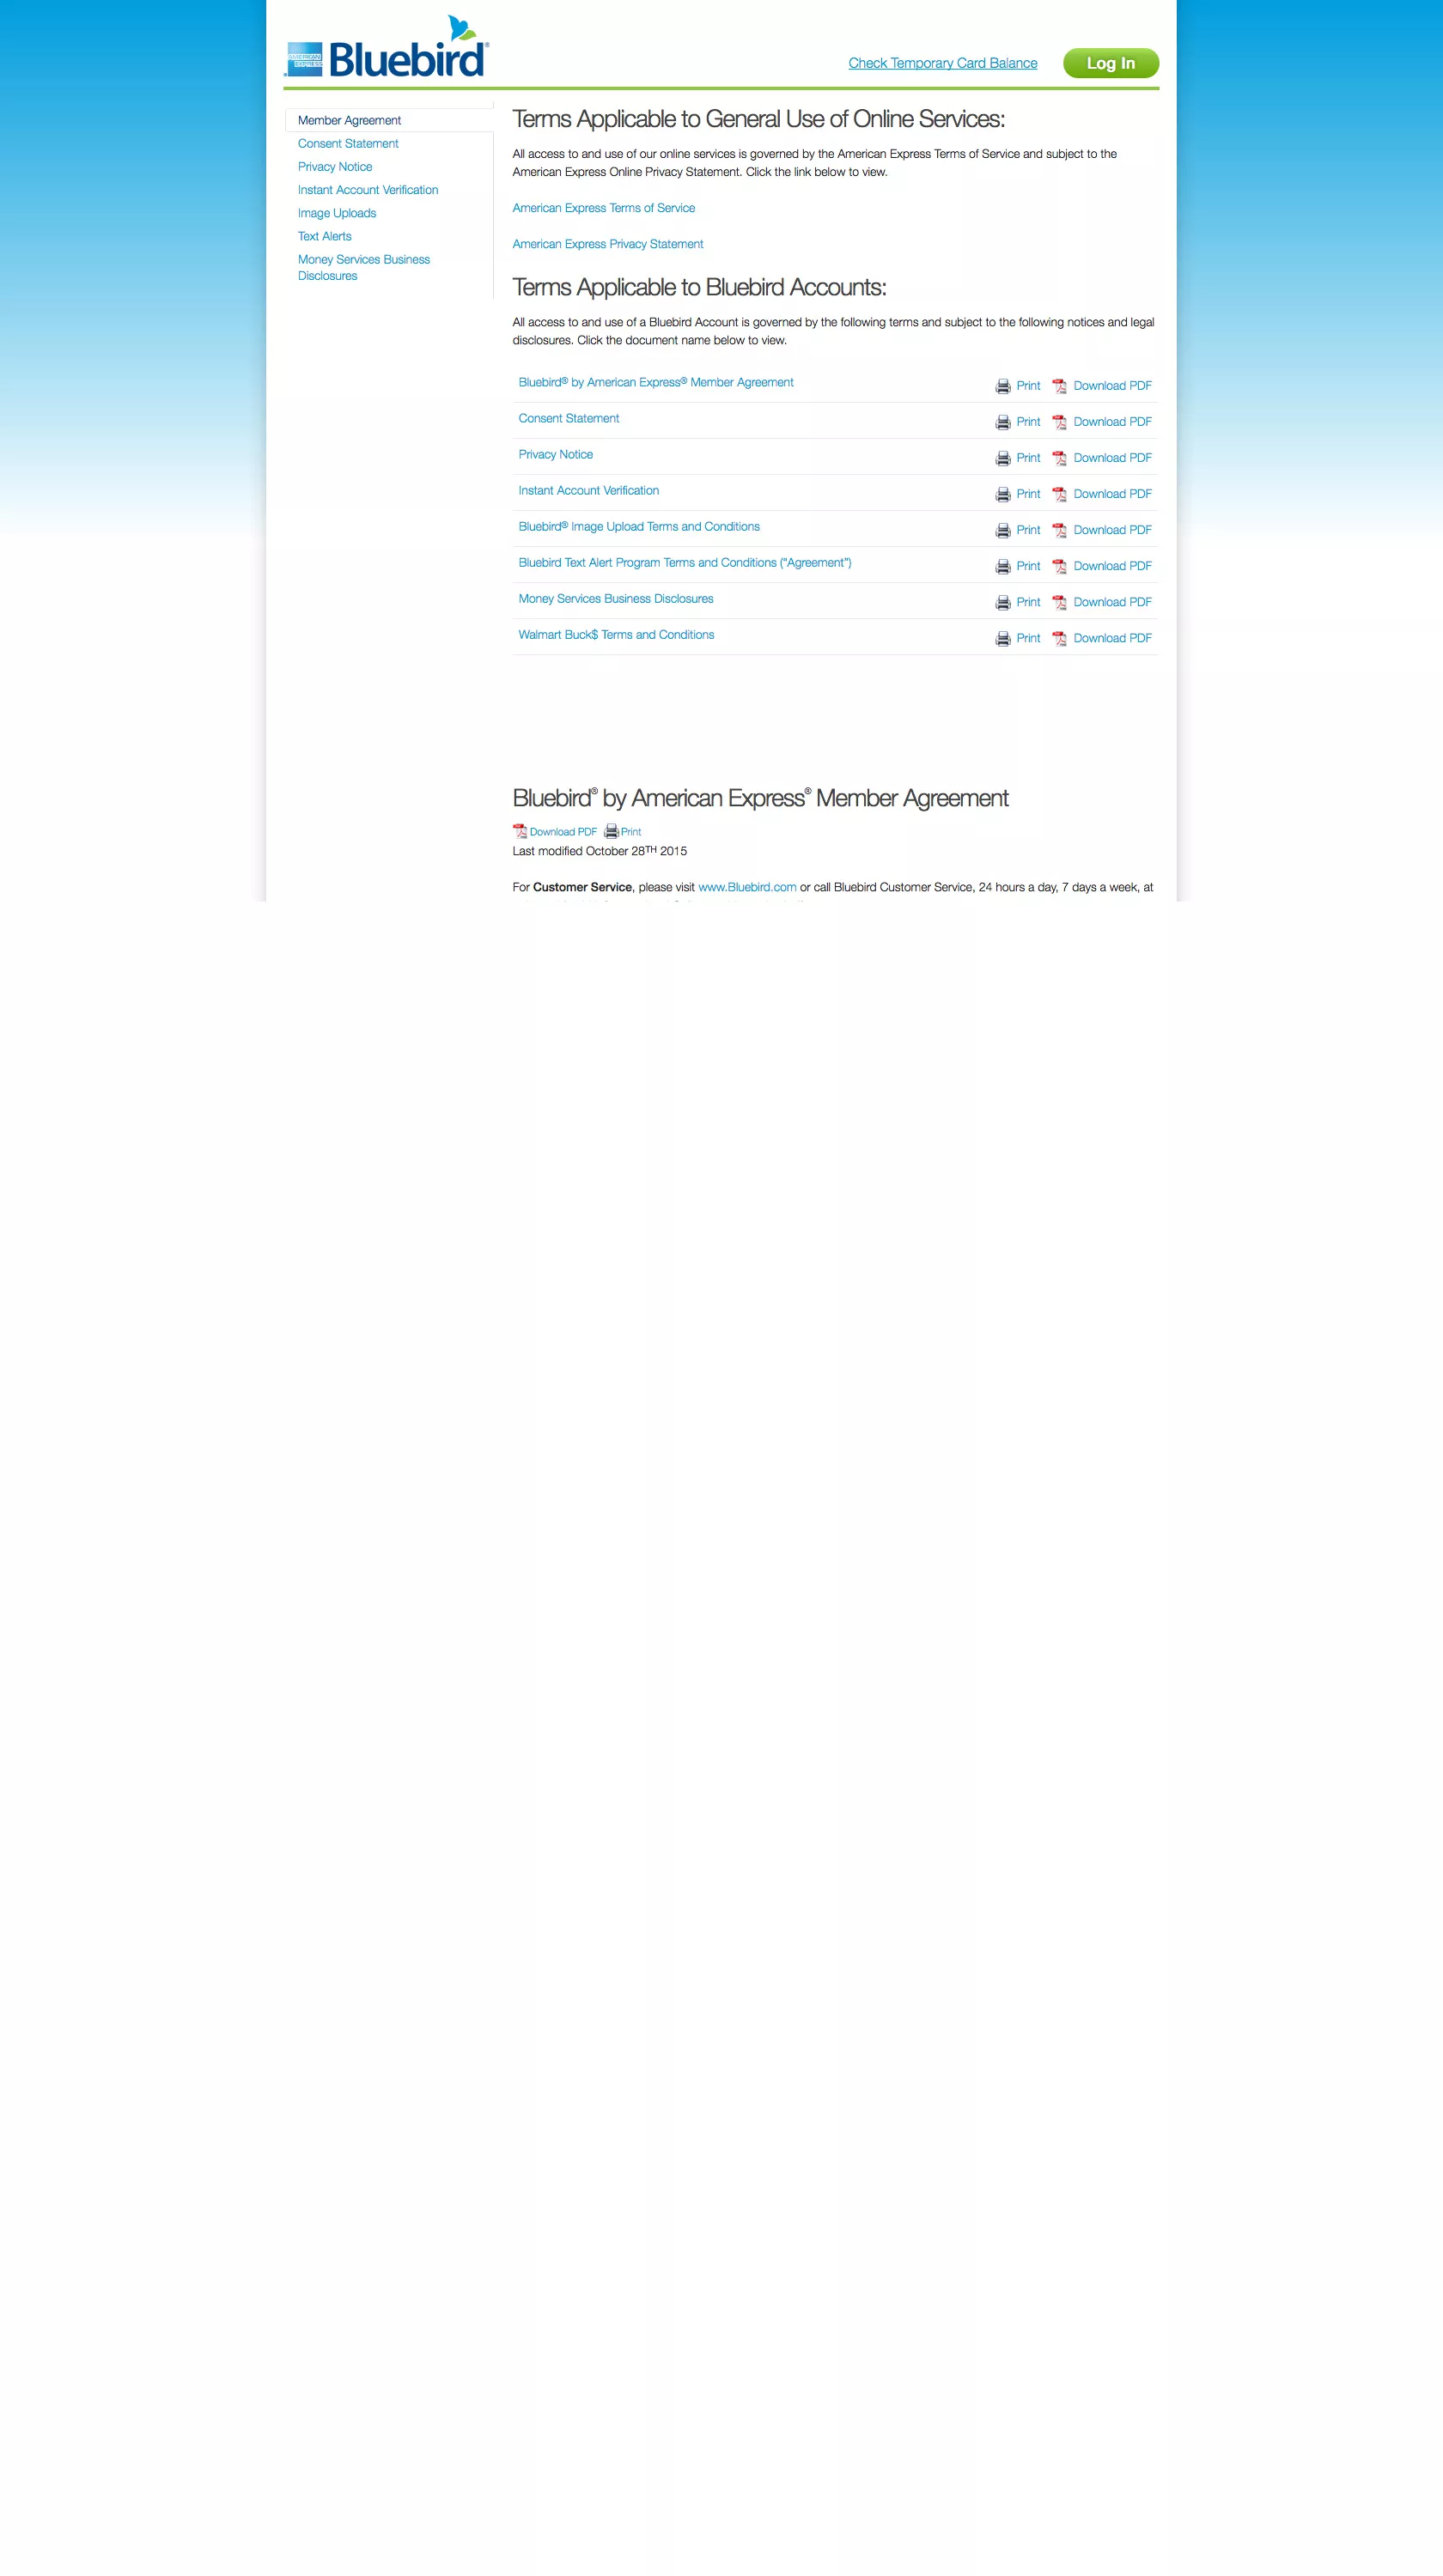 AMERICAN EXPRESS
Bluebird®
Check Temporary Card Balance
Log In
Member Agreement
Consent Statement
Privacy Notice
Instant Account Verification
Image Uploads
Text Alerts
Money Services Business
Disclosures
Terms Applicable to General Use of Online Services:
All access to and use of our online services is governed by the American Express Terms of Service and subject to the
American Express Online Privacy Statement. Click the link below to view.
American Express Terms of Service
American Express Privacy Statement
Terms Applicable to Bluebird Accounts:
All access to and use of a Bluebird Account is governed by the following terms and subject to the following notices and legal
disclosures. Click the document name below to view.
Bluebird® by American Express® Member Agreement Print Download PDF
Consent Statement Print Download PDF
Privacy Notice Print Download PDF
Instant Account Verification Print Download PDF
Bluebird® Image Upload Terms and Conditions Print Download PDF
Bluebird Text Alert Program Terms and Conditions (“Agreement”) Print Download PDF
Money Services Business Disclosures Print Download PDF
Walmart Buck$ Terms and Conditions Print Download PDF
Bluebird® by American Express® Member Agreement
Download PDF Print
Last modified October 28TH 2015
For Customer Service, please visit www.Bluebird.com or call Bluebird Customer Service, 24 hours a day, 7 days a week, at